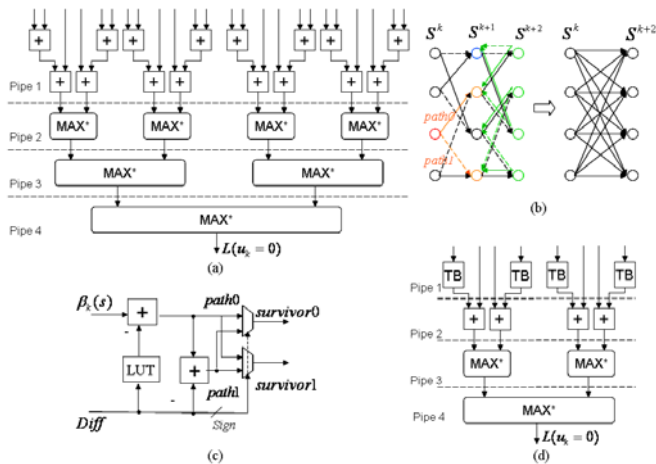 + + + + + + + +
Pipe 1
+ + + + + + + +
Pipe 2
MAX* MAX* MAX* MAX*
Pipe 3
MAX* MAX*
Pipe 4
MAX*
L(uₖ = 0)
(a)
Sᵏ Sᵏ⁺¹ Sᵏ⁺² Sᵏ Sᵏ⁺²
path0
path1
(b)
βₖ(s)
+
-
LUT
+
-
path0
path1
survivor0
survivor1
Diff
Sign
(c)
TB TB TB TB
Pipe 1
+ + + +
Pipe 2
MAX* MAX*
Pipe 3
Pipe 4
MAX*
L(uₖ = 0)
(d)